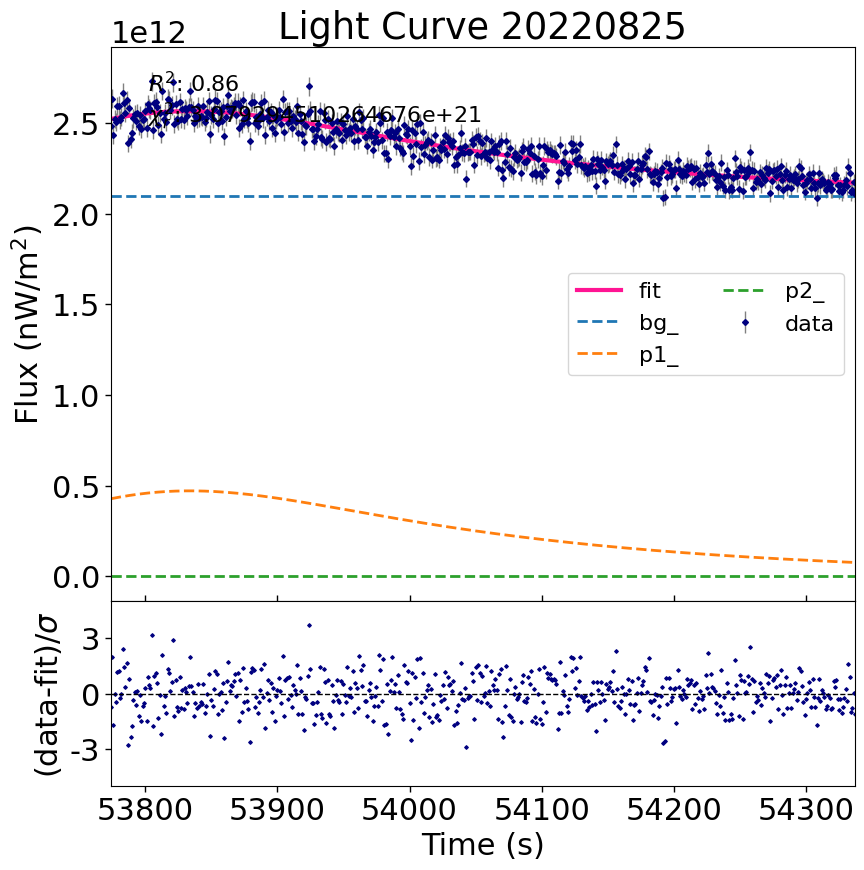 Light Curve 20220825
1e12
R²: 0.86
2.5
2.0
1.5
1.0
0.5
0.0
Flux (nW/m²)
fit
bg_
p1_
p2_
data
3
0
-3
(data-fit)/σ
53800 53900 54000 54100 54200 54300
Time (s)